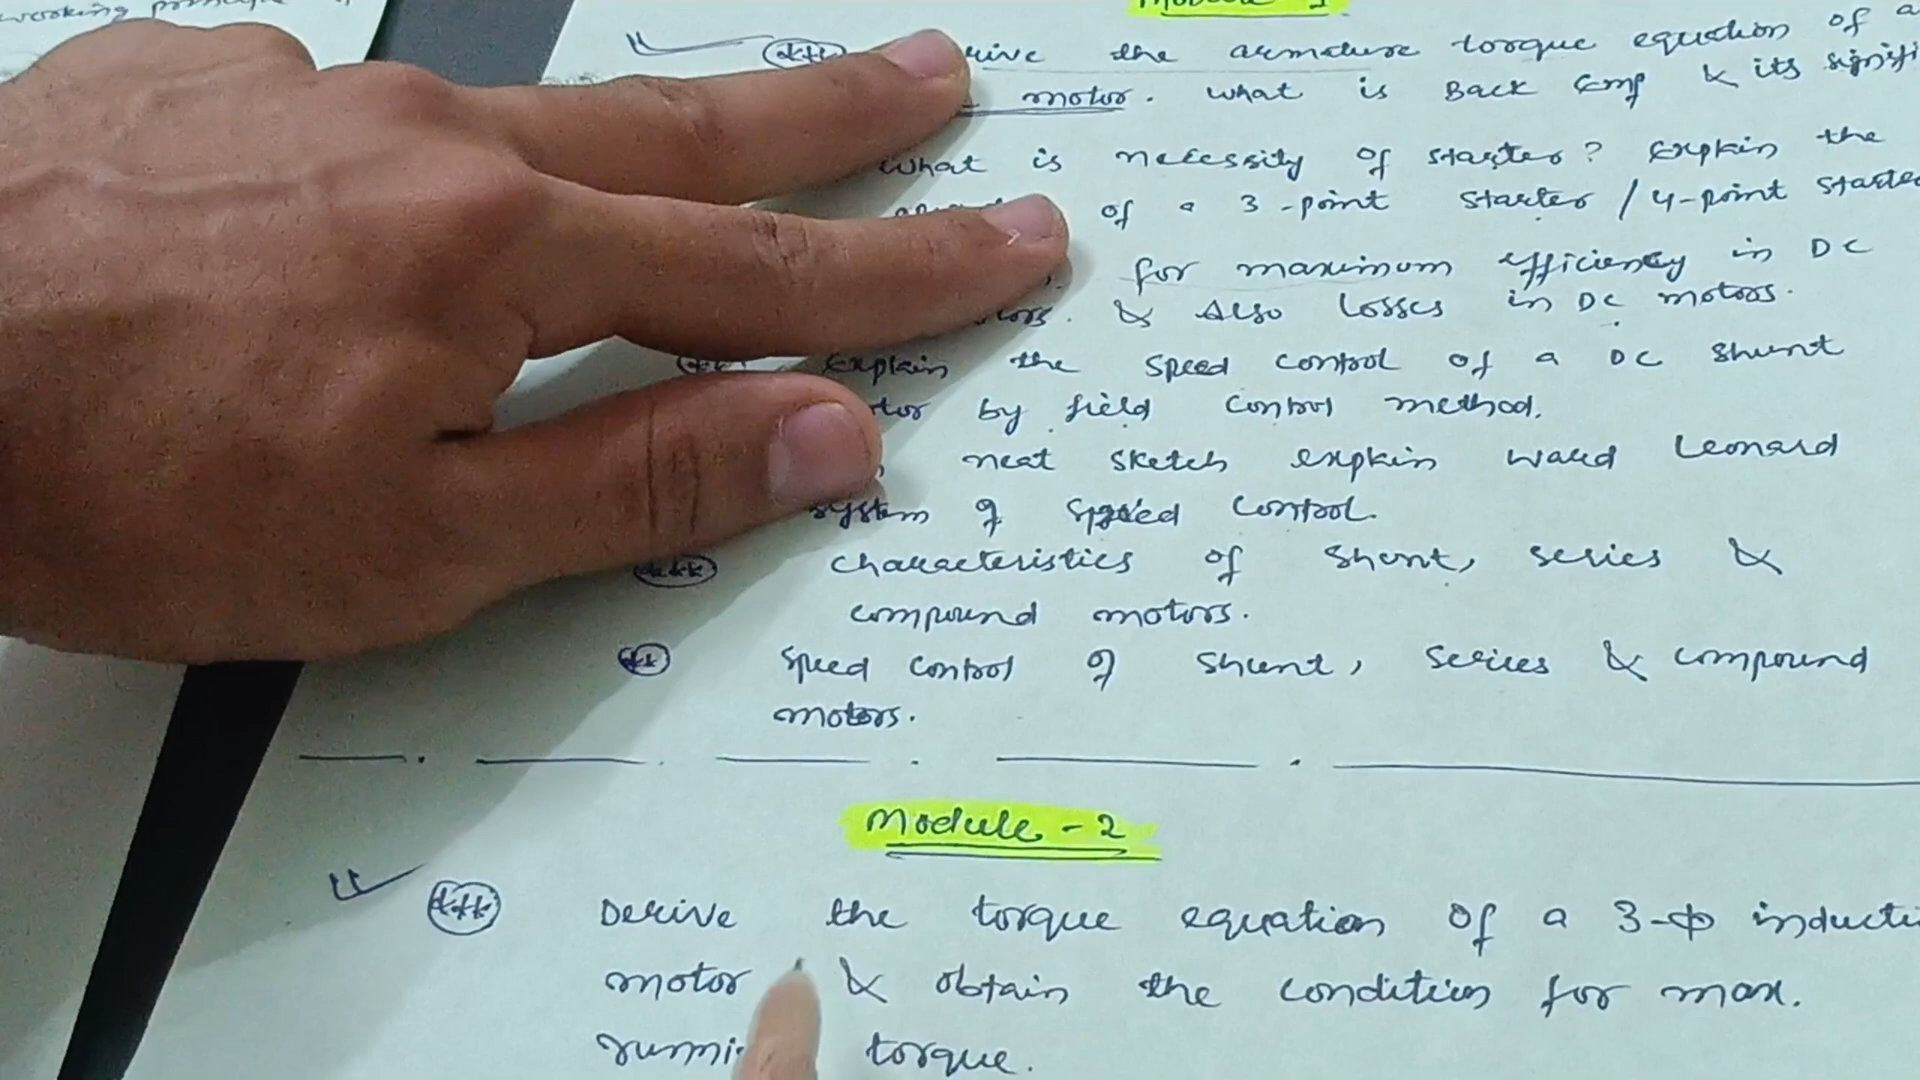 working
Module - 1
the armature torque equation of a
motor. What is Back Emf & its
What is necessity of starter? Explain the
of a 3-point starter / 4-point
for maximum efficiency in DC
& Also losses in DC motors.
*** Explain the speed control of a DC shunt
by field control method.
neat sketch explain ward Leonard
system of speed control.
*** characteristics of shunt, series &
compound motors.
** speed control of shunt, series & compound
motors.
Module - 2
*** Derive the torque equation of a 3-ϕ
motor & obtain the condition for max.
torque.